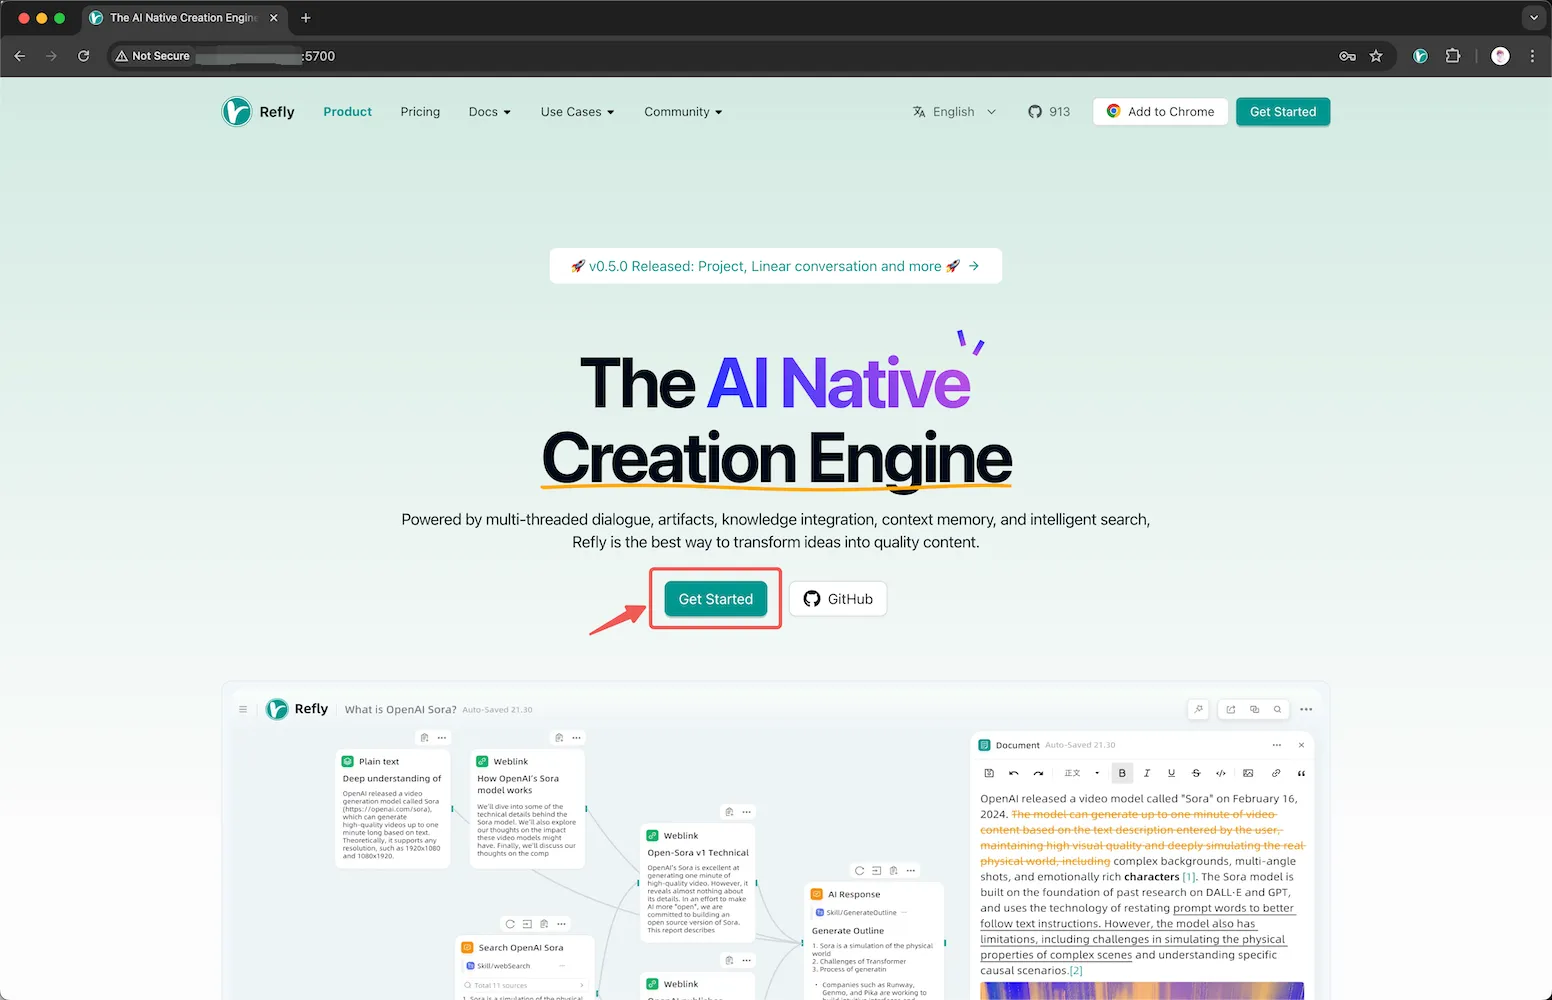 The AI Native Creation Engin
Not Secure
:5700
Refly
Product
Pricing
Docs
Use Cases
Community
English
913
Add to Chrome
Get Started
🚀 v0.5.0 Released: Project, Linear conversation and more 🚀 →
The AI Native
Creation Engine
Powered by multi-threaded dialogue, artifacts, knowledge integration, context memory, and intelligent search,
Refly is the best way to transform ideas into quality content.
Get Started
GitHub
Refly
What is OpenAI Sora?
Auto-Saved 21.30
Plain text
Deep understanding of
OpenAI released a video
generation model called Sora
(https://openai.com/sora),
which can generate
high-quality videos up to one
minute long based on text.
Theoretically, it supports any
resolution, such as 1920x1080
and 1080x1920.
Weblink
How OpenAI's Sora
model works
We'll dive into some of the
technical details behind the
Sora model. We'll also explore
our thoughts on the impact
these video models might
have. Finally, we'll discuss our
thoughts on the comp
Weblink
Open-Sora v1 Technical
OpenAI's Sora is excellent at
generating one minute of
high-quality video. However, it
reveals almost nothing about
its details. In an effort to make
AI more "open", we are
committed to building an
open source version of Sora.
This report describes
Search OpenAI Sora
Skill/webSearch
Total 11 sources
1. Sora is a simulation of the physical
Weblink
AI Response
Skill/GenerateOutline
Generate Outline
1. Sora is a simulation of the physical
world
2. Challenges of Transformer
3. Process of generatin
• Companies such as Runway,
Genmo, and Pika are working to
Document
Auto-Saved 21.30
正文
B
I
U
S
OpenAI released a video model called "Sora" on February 16,
2024. The model can generate up to one minute of video
content based on the text description entered by the user,
maintaining high visual quality and deeply simulating the real
physical world, including complex backgrounds, multi-angle
shots, and emotionally rich characters [1]. The Sora model is
built on the foundation of past research on DALL·E and GPT,
and uses the technology of restating prompt words to better
follow text instructions. However, the model also has
limitations, including challenges in simulating the physical
properties of complex scenes and understanding specific
causal scenarios.[2]